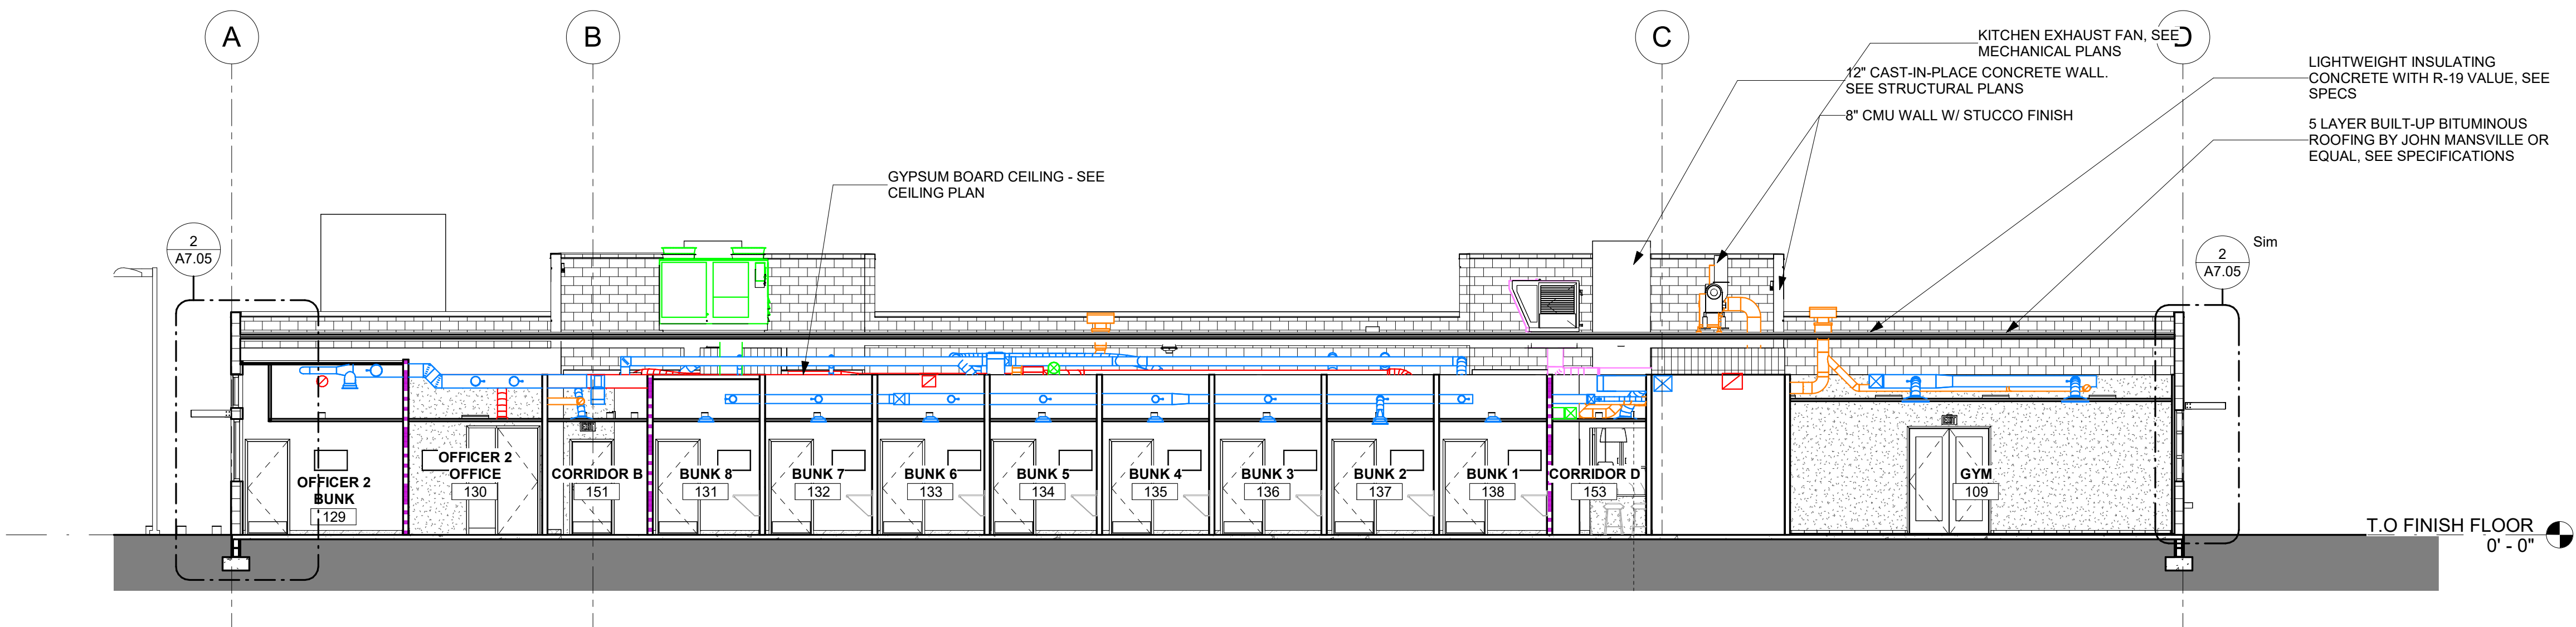 A
B
C
D
KITCHEN EXHAUST FAN, SEE
MECHANICAL PLANS
12" CAST-IN-PLACE CONCRETE WALL.
SEE STRUCTURAL PLANS
8" CMU WALL W/ STUCCO FINISH
LIGHTWEIGHT INSULATING
CONCRETE WITH R-19 VALUE, SEE
SPECS
5 LAYER BUILT-UP BITUMINOUS
ROOFING BY JOHN MANSVILLE OR
EQUAL, SEE SPECIFICATIONS
GYPSUM BOARD CEILING - SEE
CEILING PLAN
2
A7.05
2
A7.05
Sim
OFFICER 2
BUNK
129
OFFICER 2
OFFICE
130
CORRIDOR B
151
BUNK 8
131
BUNK 7
132
BUNK 6
133
BUNK 5
134
BUNK 4
135
BUNK 3
136
BUNK 2
137
BUNK 1
138
CORRIDOR D
153
GYM
109
T.O FINISH FLOOR
0' - 0"